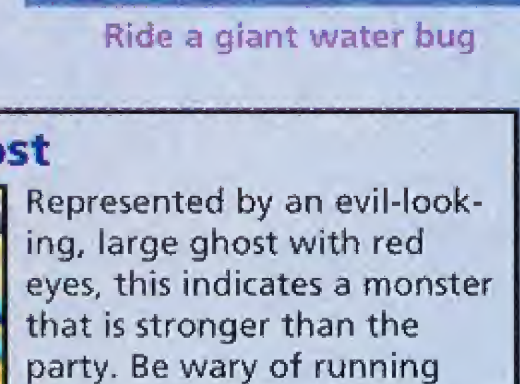 Ride a giant water bug
ost
Represented by an evil-look-
ing, large ghost with red
eyes, this indicates a monster
that is stronger than the
party. Be wary of running